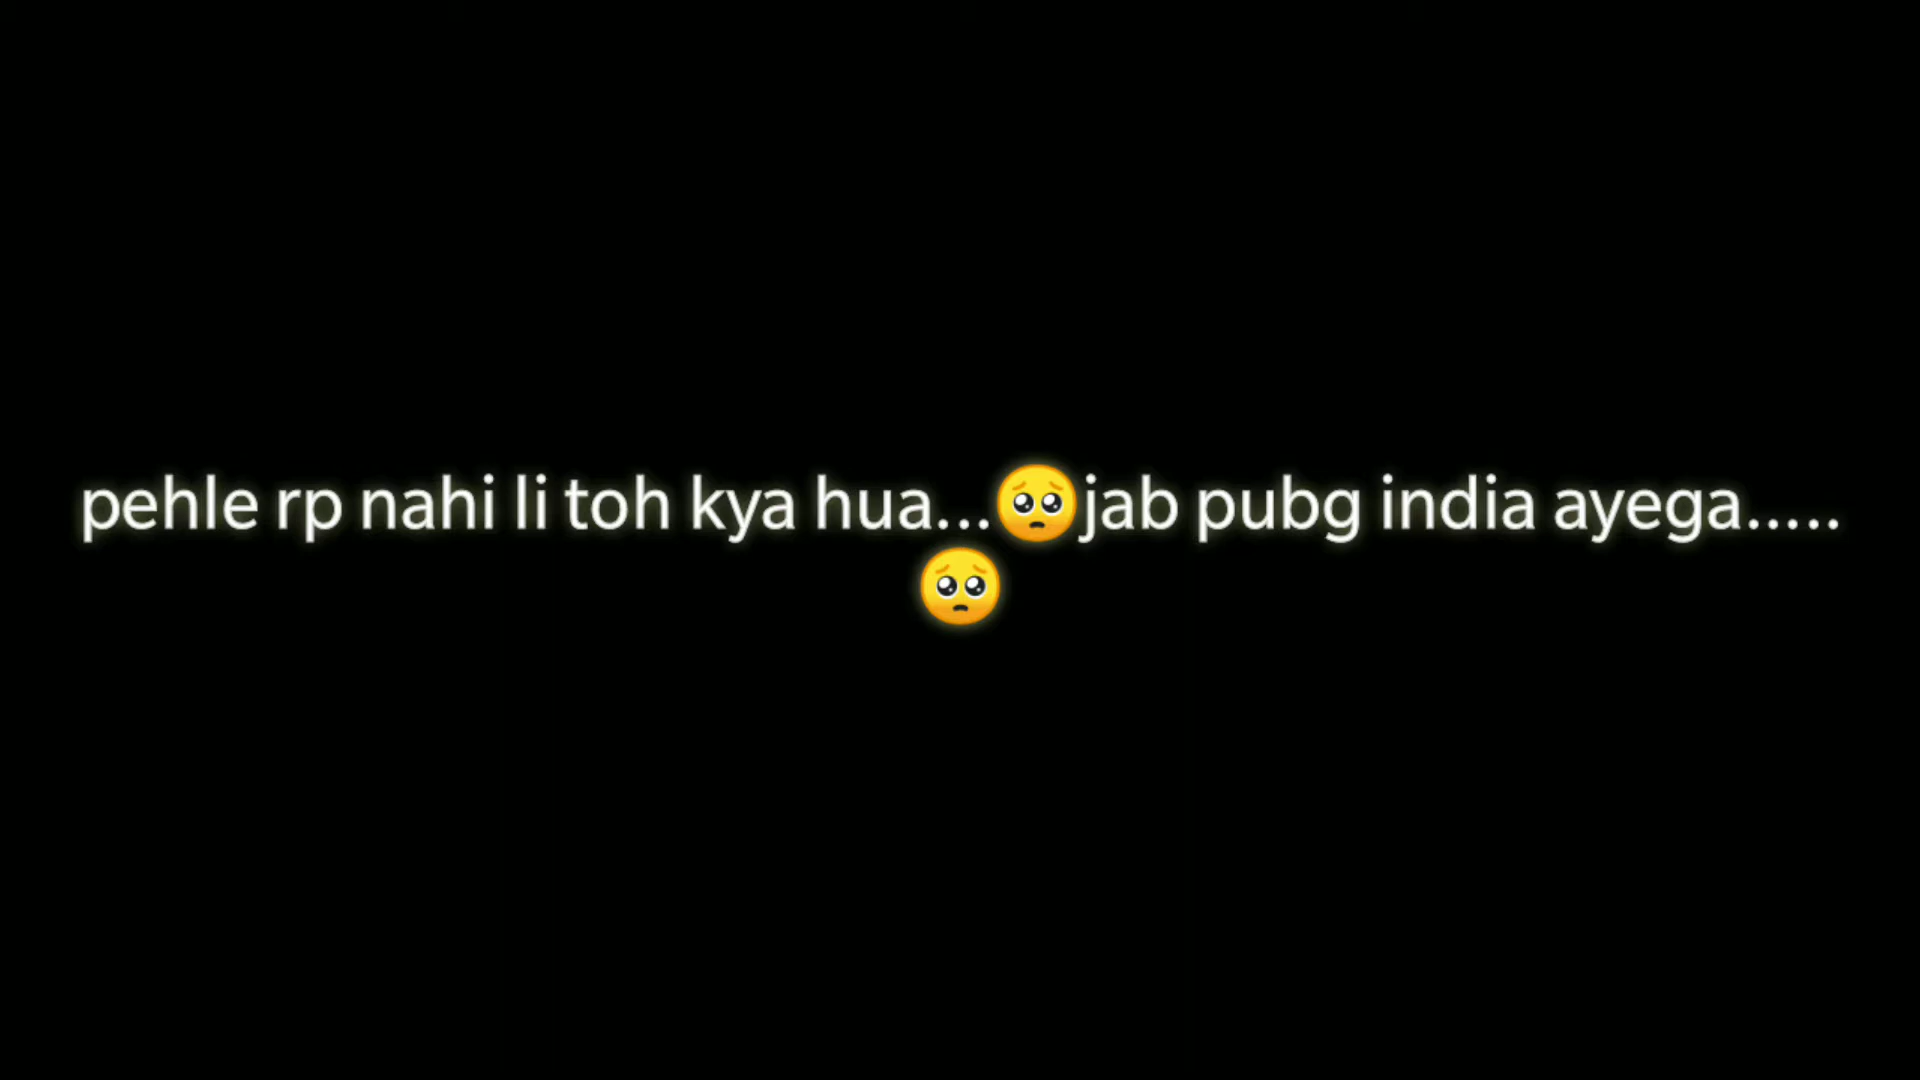 pehle rp nahi li toh kya hua...🥺jab pubg india ayega.....
🥺